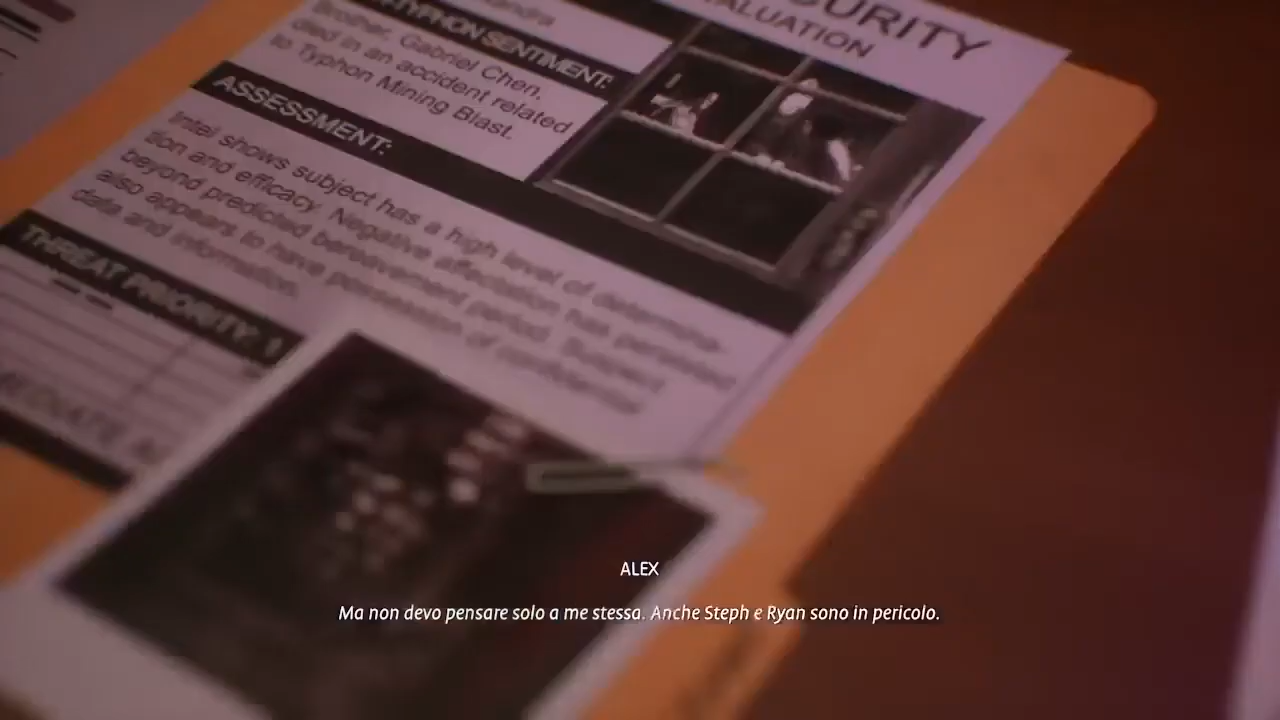 SECURITY
EVALUATION
TYPHON SENTIMENT:
Brother, Gabriel Chen,
died in an accident related
to Typhon Mining Blast.
ASSESSMENT:
Intel shows subject has a high level of determina-
tion and efficacy. Negative affectation has persisted
beyond predicted bereavement period. Suspect
also appears to have possession of confidential
data and information.
THREAT PRIORITY: 1
ALEX
Ma non devo pensare solo a me stessa. Anche Steph e Ryan sono in pericolo.